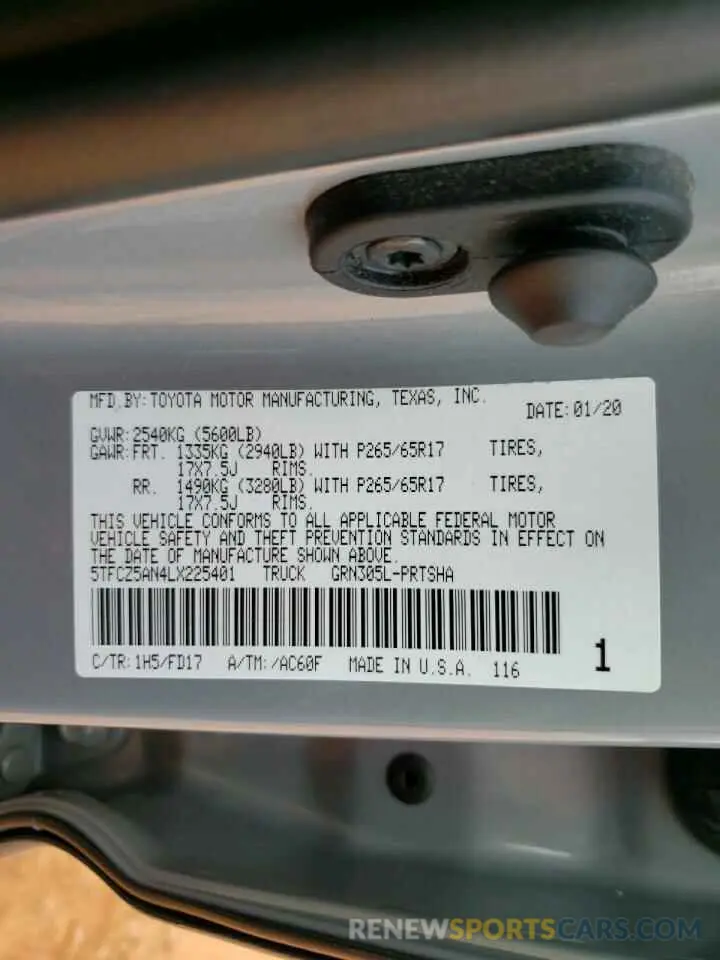 MFD.BY:TOYOTA MOTOR MANUFACTURING, TEXAS, INC.
DATE:01/20
GVWR:2540KG (5600LB)
GAWR:FRT. 1335KG (2940LB) WITH P265/65R17 TIRES,
17X7.5J RIMS.
RR. 1490KG (3280LB) WITH P265/65R17 TIRES,
17X7.5J RIMS.
THIS VEHICLE CONFORMS TO ALL APPLICABLE FEDERAL MOTOR
VEHICLE SAFETY AND THEFT PREVENTION STANDARDS IN EFFECT ON
THE DATE OF MANUFACTURE SHOWN ABOVE.
5TFCZ5AN4LX225401 TRUCK GRN305L-PRTSHA
C/TR:1H5/FD17 A/TM:/AC60F MADE IN U.S.A. 116
1
RENEWSPORTSCARS.COM